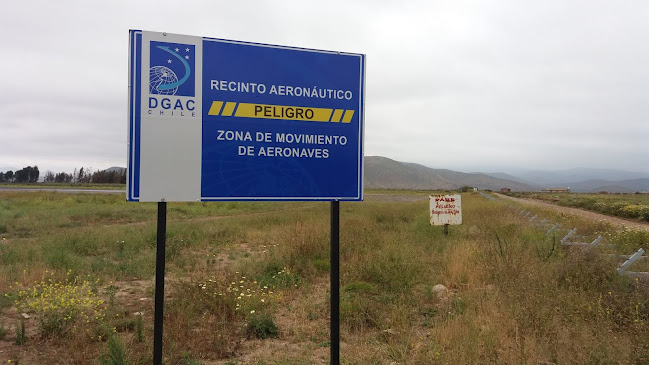 DGAC
CHILE
RECINTO AERONÁUTICO
PELIGRO
ZONA DE MOVIMIENTO
DE AERONAVES